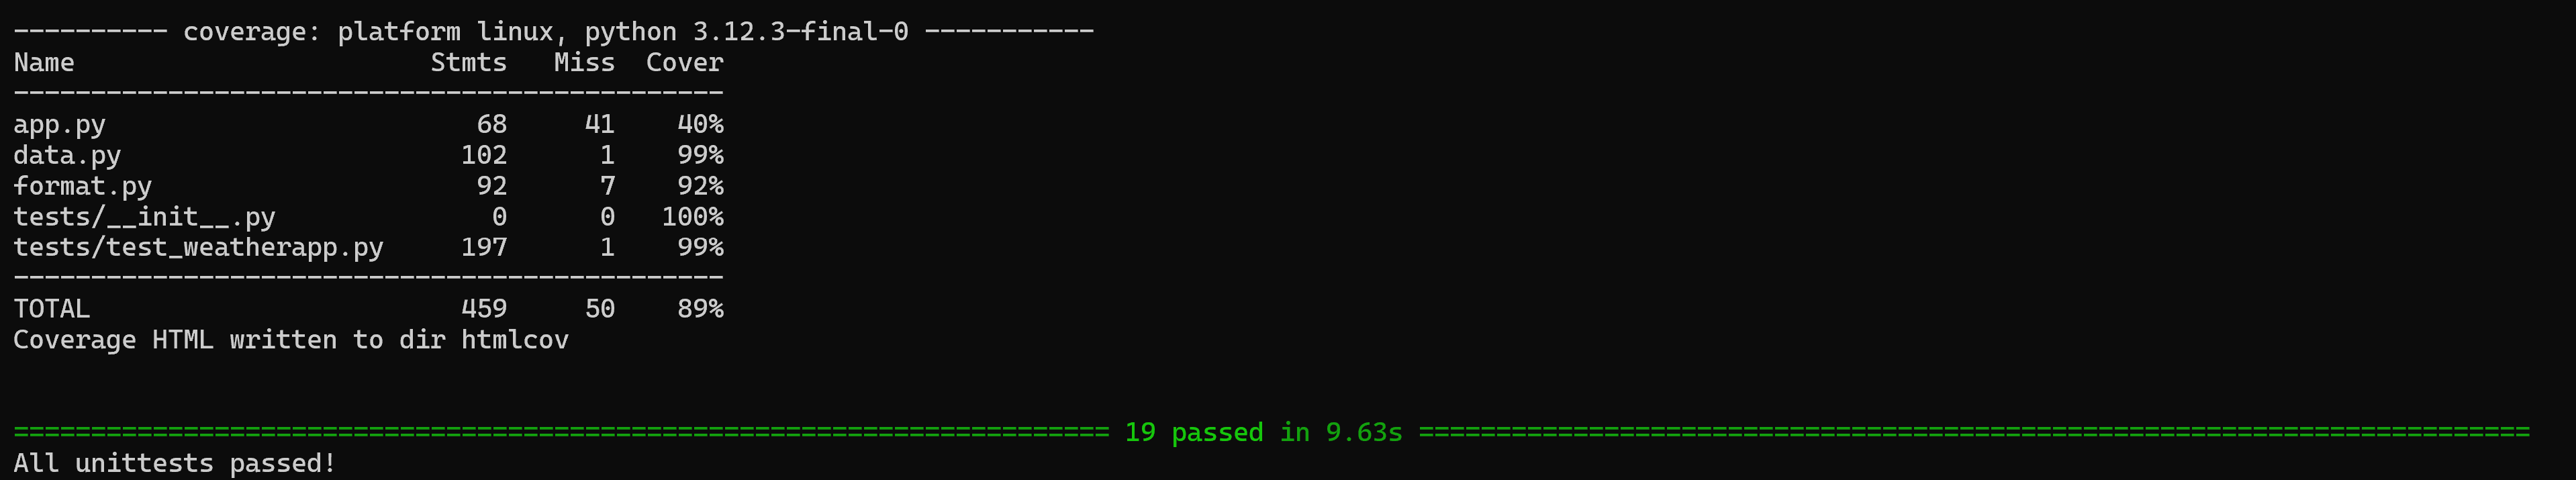 ---------- coverage: platform linux, python 3.12.3-final-0 -----------
Name                       Stmts   Miss  Cover
----------------------------------------------
app.py                        68     41    40%
data.py                      102      1    99%
format.py                     92      7    92%
tests/__init__.py              0      0   100%
tests/test_weatherapp.py     197      1    99%
----------------------------------------------
TOTAL                        459     50    89%
Coverage HTML written to dir htmlcov
======================================================================= 19 passed in 9.63s ========================================================================
All unittests passed!